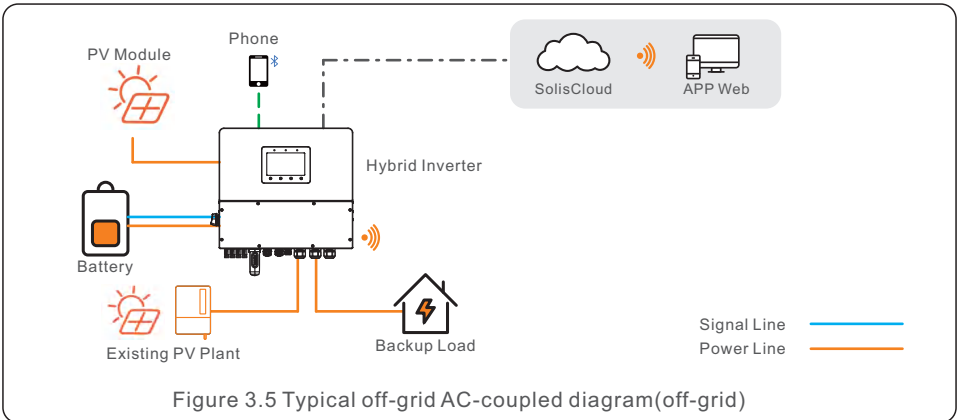 Phone
PV Module
SolisCloud
APP Web
Hybrid Inverter
Battery
Existing PV Plant
Backup Load
Signal Line
Power Line
Figure 3.5 Typical off-grid AC-coupled diagram(off-grid)